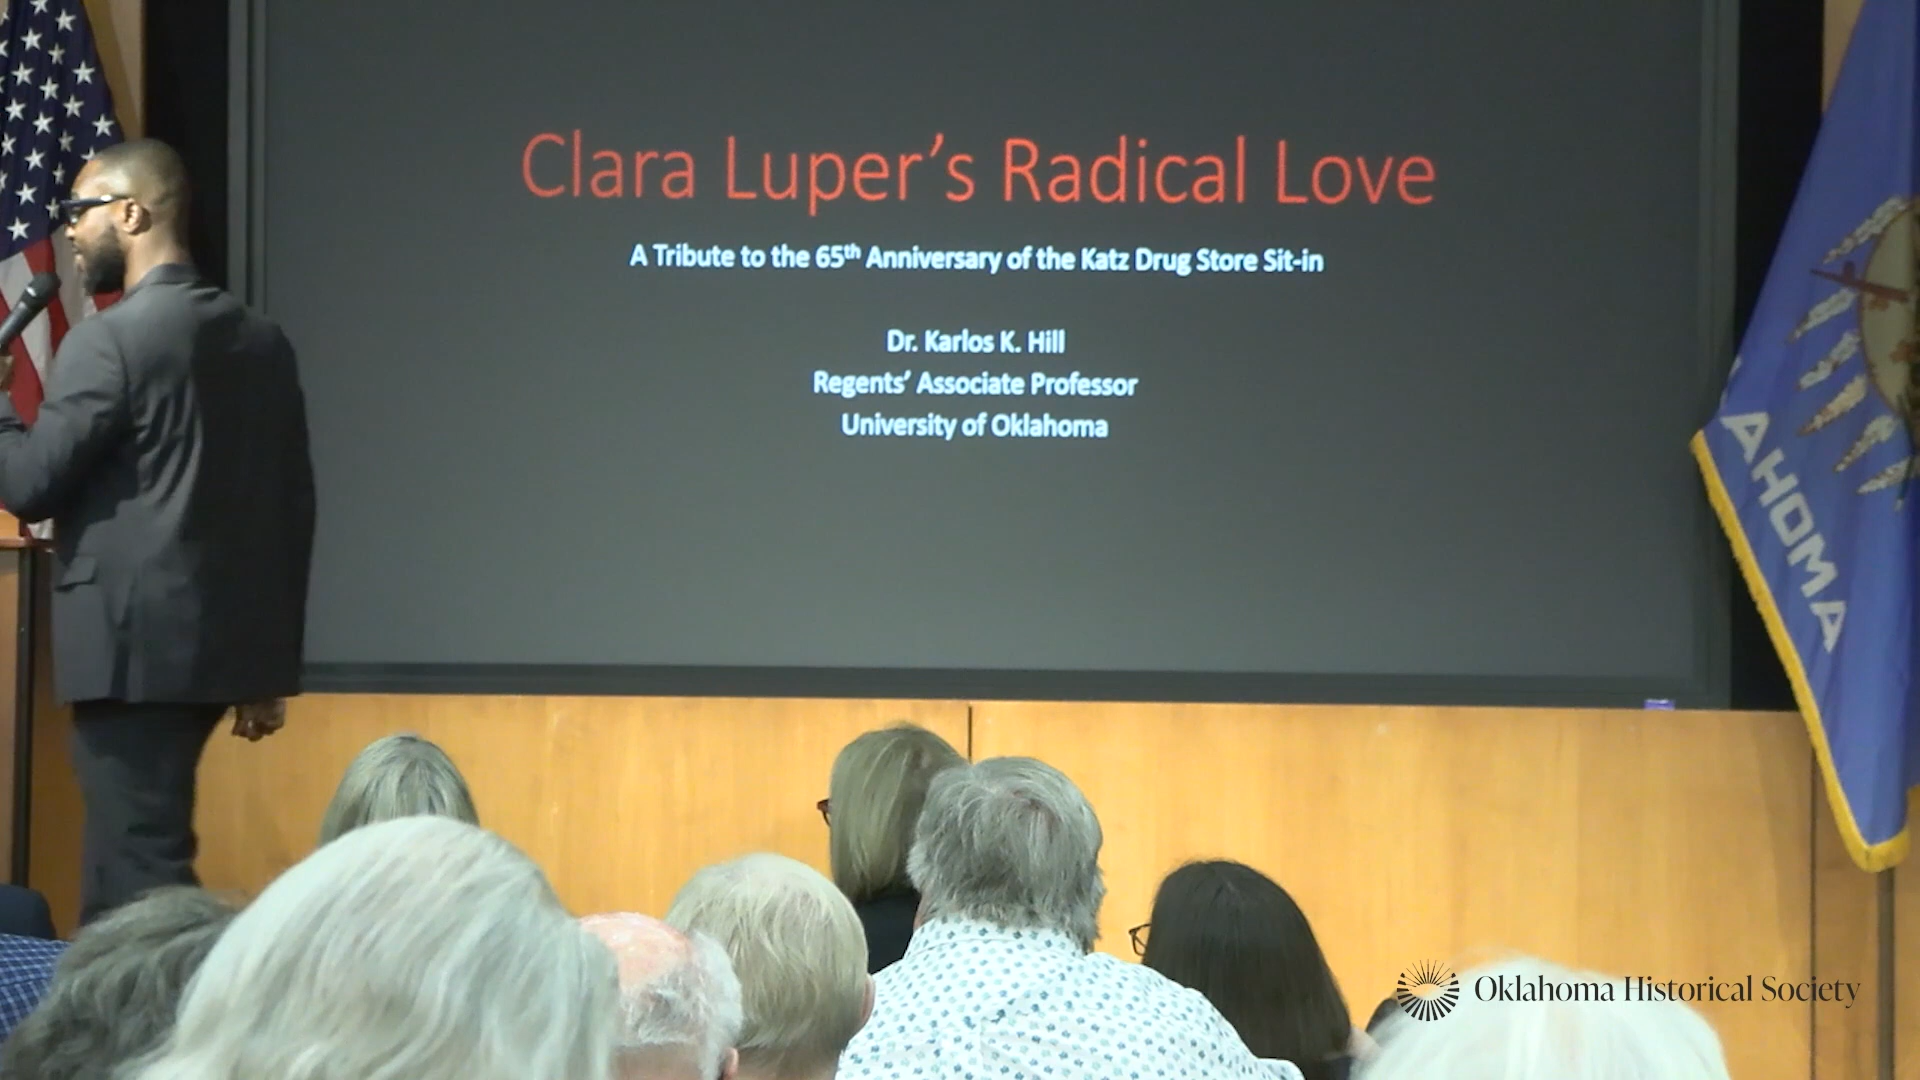 Clara Luper's Radical Love
A Tribute to the 65th Anniversary of the Katz Drug Store Sit-in
Dr. Karlos K. Hill
Regents' Associate Professor
University of Oklahoma
AHOMA
Oklahoma Historical Society